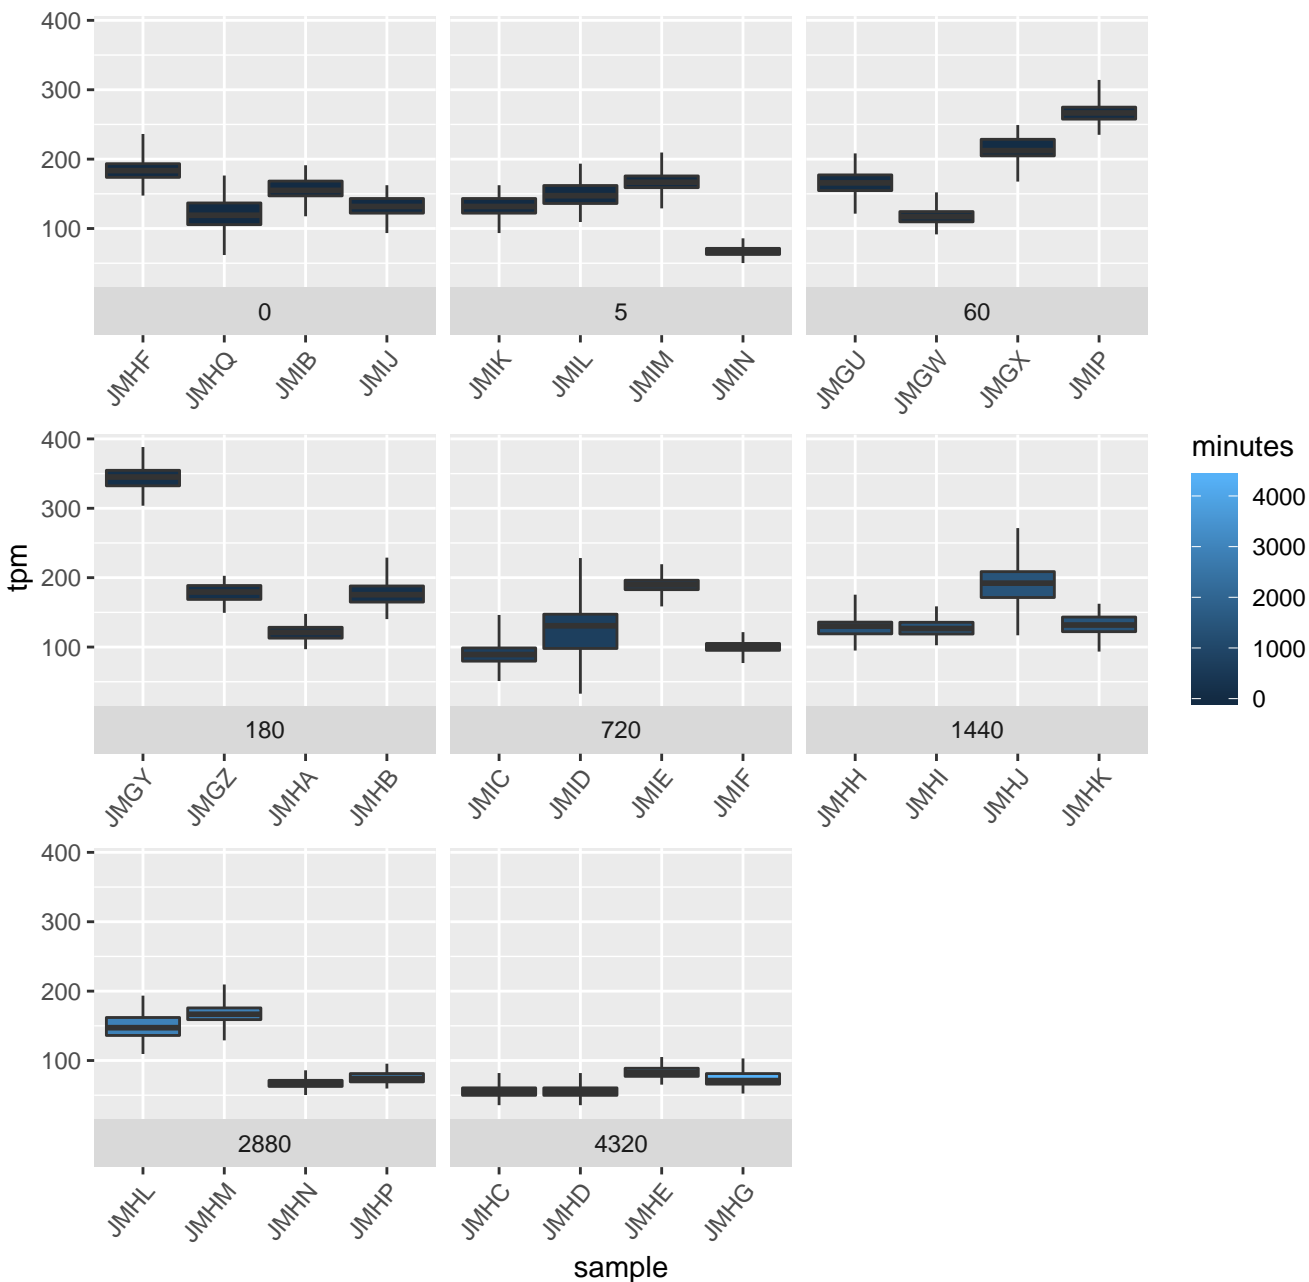 400
300
200
100
0
5
60
JMHF
JMHQ
JMIB
JMIJ
JMIK
JMIL
JMIM
JMIN
JMGU
JMGW
JMGX
JMIP
400
300
200
100
180
720
1440
JMGY
JMGZ
JMHA
JMHB
JMIC
JMID
JMIE
JMIF
JMHH
JMHI
JMHJ
JMHK
400
300
200
100
2880
4320
JMHL
JMHM
JMHN
JMHP
JMHC
JMHD
JMHE
JMHG
tpm
sample
minutes
4000
3000
2000
1000
0